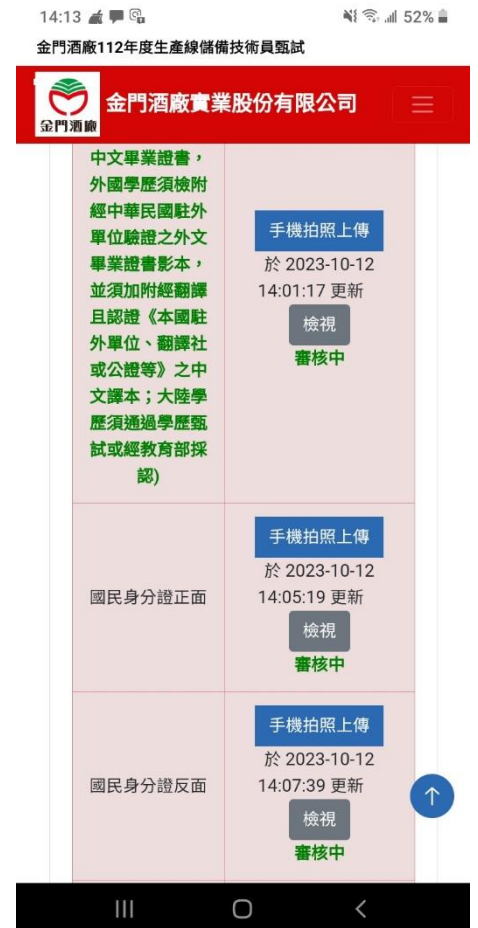 14:13
52%
金門酒廠112年度生產線儲備技術員甄試
金門酒廠
金門酒廠實業股份有限公司
中文畢業證書，
外國學歷須檢附
經中華民國駐外
單位驗證之外文
畢業證書影本，
並須加附經翻譯
且認證《本國駐
外單位、翻譯社
或公證等》之中
文譯本；大陸學
歷須通過學歷甄
試或經教育部採
認)
手機拍照上傳
於 2023-10-12
14:01:17 更新
檢視
審核中
國民身分證正面
手機拍照上傳
於 2023-10-12
14:05:19 更新
檢視
審核中
國民身分證反面
手機拍照上傳
於 2023-10-12
14:07:39 更新
檢視
審核中